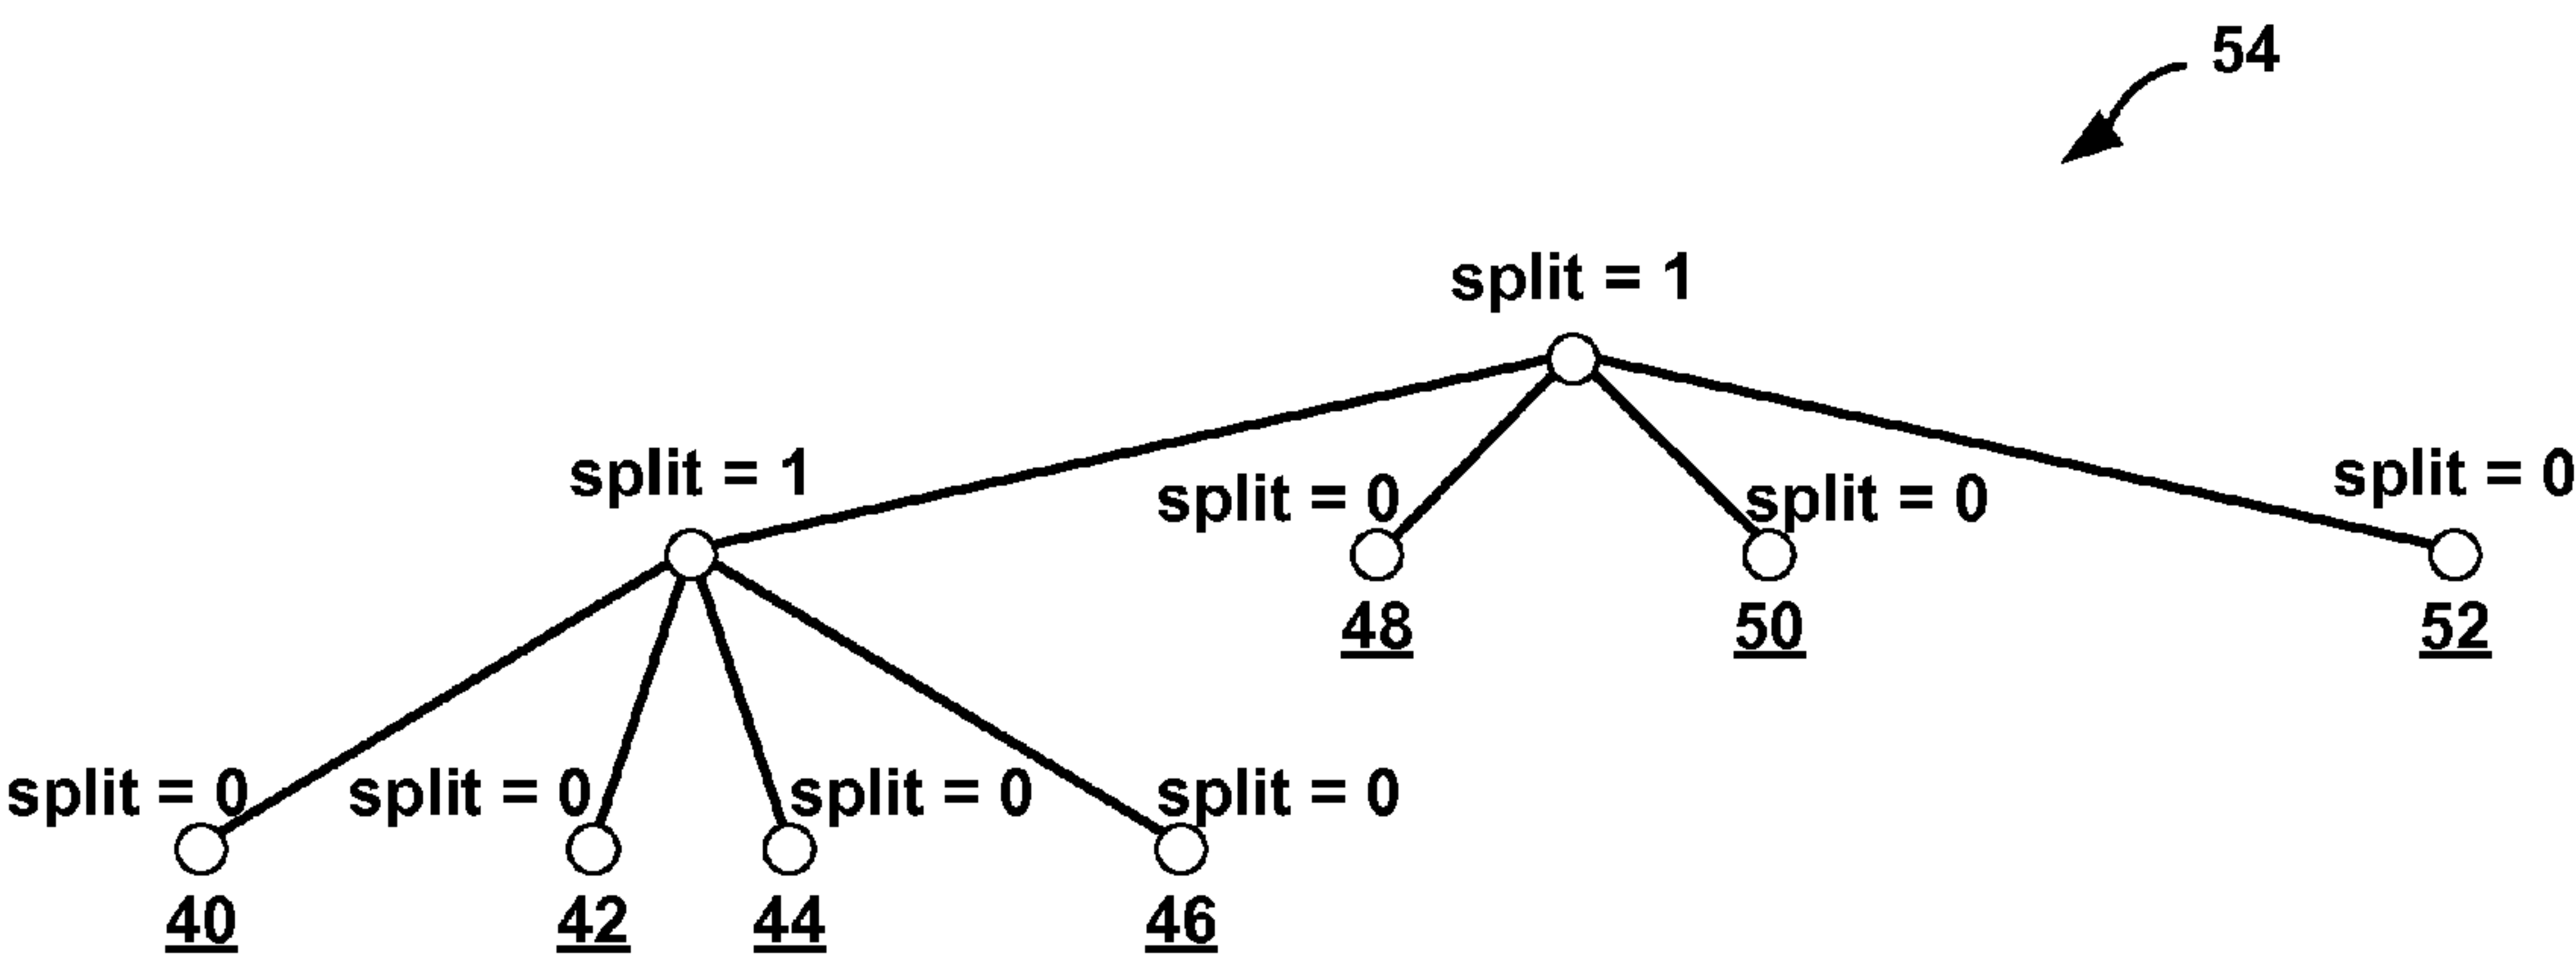 54
split = 1
split = 1
split = 0
split = 0
split = 0
48
50
52
split = 0
split = 0
split = 0
split = 0
40
42
44
46